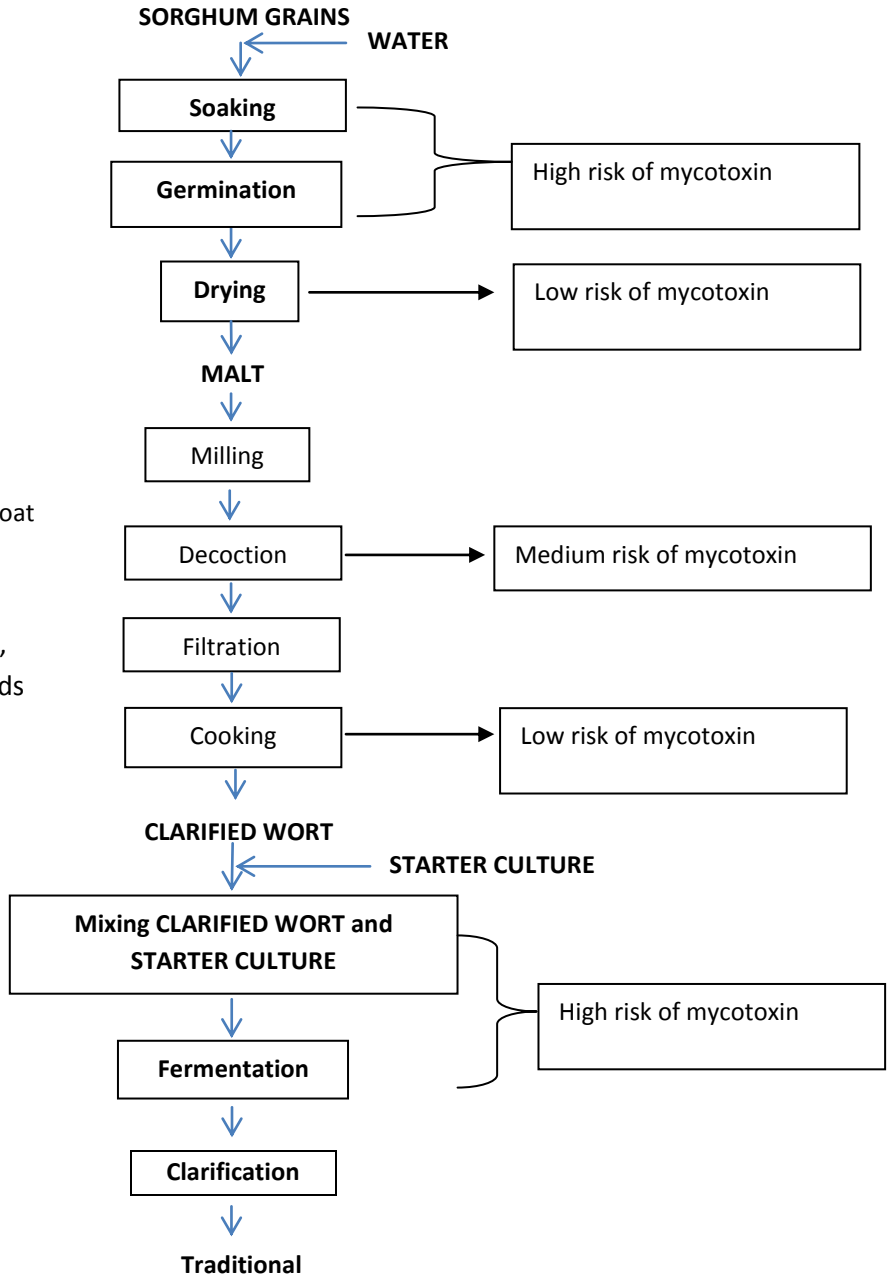 SORGHUM GRAINS
WATER
Soaking
High risk of mycotoxin
Germination
Drying
Low risk of mycotoxin
MALT
Milling
oat
Decoction
Medium risk of mycotoxin
Filtration
,
ds
Cooking
Low risk of mycotoxin
CLARIFIED WORT
STARTER CULTURE
Mixing CLARIFIED WORT and
STARTER CULTURE
High risk of mycotoxin
Fermentation
Clarification
Traditional